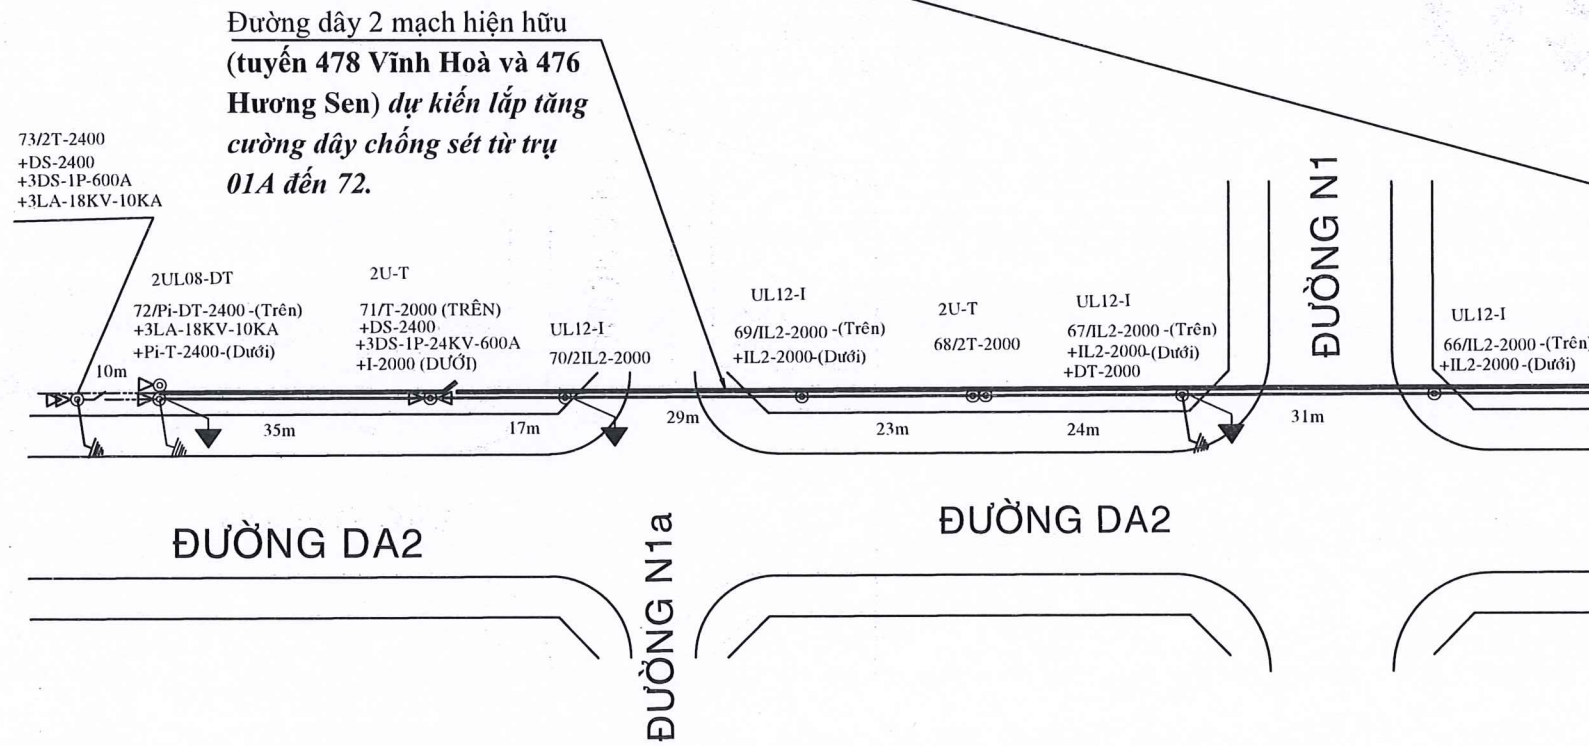 Đường dây 2 mạch hiện hữu
(tuyến 478 Vĩnh Hoà và 476
Hương Sen) dự kiến lắp tăng
cường dây chống sét từ trụ
01A đến 72.
73/2T-2400
+DS-2400
+3DS-1P-600A
+3LA-18KV-10KA
2UL08-DT
72/Pi-DT-2400 -(Trên)
+3LA-18KV-10KA
+Pi-T-2400-(Dưới)
2U-T
71/T-2000 (TRÊN)
+DS-2400
+3DS-1P-24KV-600A
+I-2000 (DƯỚI)
UL12-I
70/2IL2-2000
UL12-I
69/IL2-2000 -(Trên)
+IL2-2000-(Dưới)
2U-T
68/2T-2000
UL12-I
67/IL2-2000 -(Trên)
+IL2-2000-(Dưới)
+DT-2000
UL12-I
66/IL2-2000 -(Trên)
+IL2-2000-(Dưới)
ĐƯỜNG N1
10m
35m
17m
29m
23m
24m
31m
ĐƯỜNG DA2
ĐƯỜNG N1a
ĐƯỜNG DA2